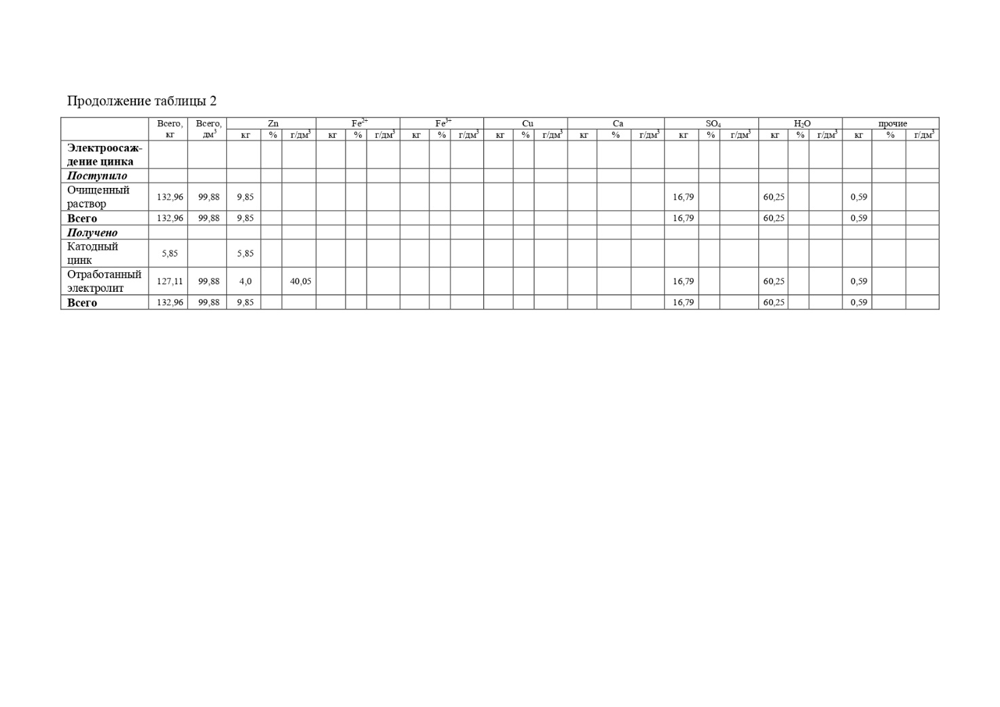 Продолжение таблицы 2
Всего, кг Всего, дм³ Zn Fe²⁺ Fe³⁺ Cu Ca SO₄ H₂O прочие
кг % г/дм³ кг % г/дм³ кг % г/дм³ кг % г/дм³ кг % г/дм³ кг % г/дм³ кг % г/дм³ кг % г/дм³
Электроосаж-
дение цинка
Поступило
Очищенный
раствор 132,96 99,88 9,85 16,79 60,25 0,59
Всего 132,96 99,88 9,85 16,79 60,25 0,59
Получено
Катодный
цинк 5,85 5,85
Отработанный
электролит 127,11 99,88 4,0 40,05 16,79 60,25 0,59
Всего 132,96 99,88 9,85 16,79 60,25 0,59